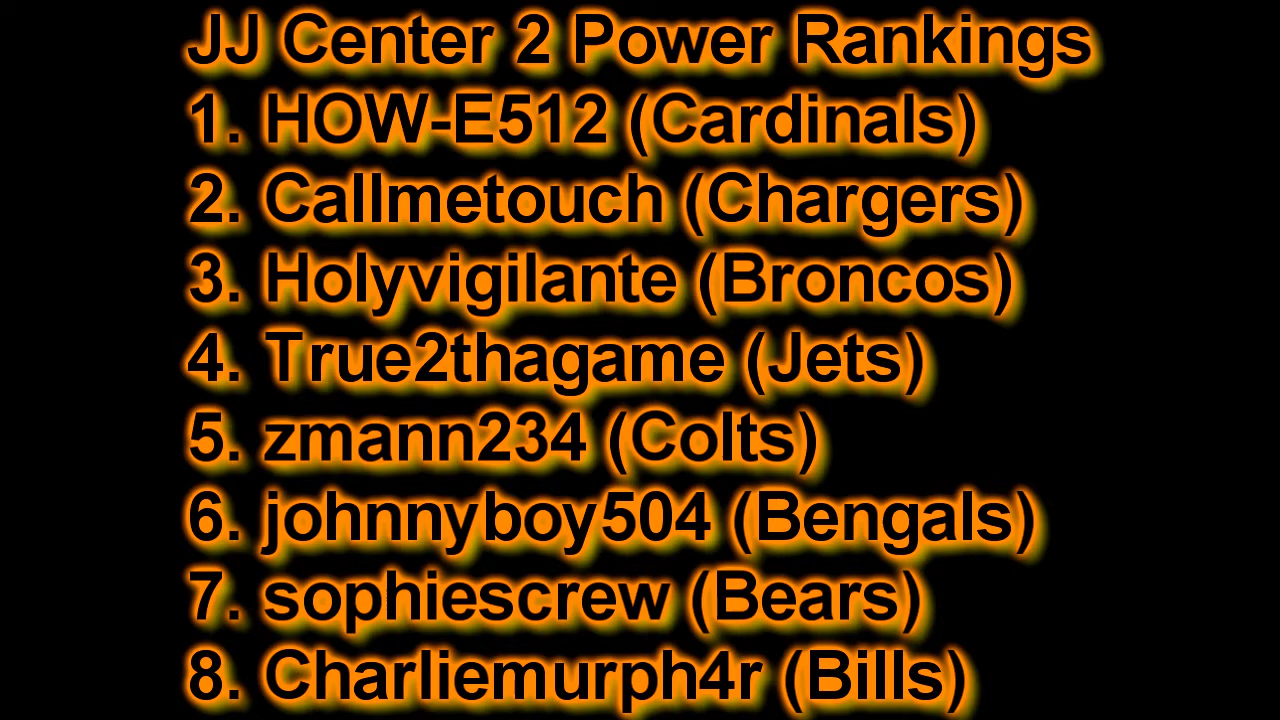 JJ Center 2 Power Rankings
1. HOW-E512 (Cardinals)
2. Callmetouch (Chargers)
3. Holyvigilante (Broncos)
4. True2thagame (Jets)
5. zmann234 (Colts)
6. johnnyboy504 (Bengals)
7. sophiescrew (Bears)
8. Charliemurph4r (Bills)